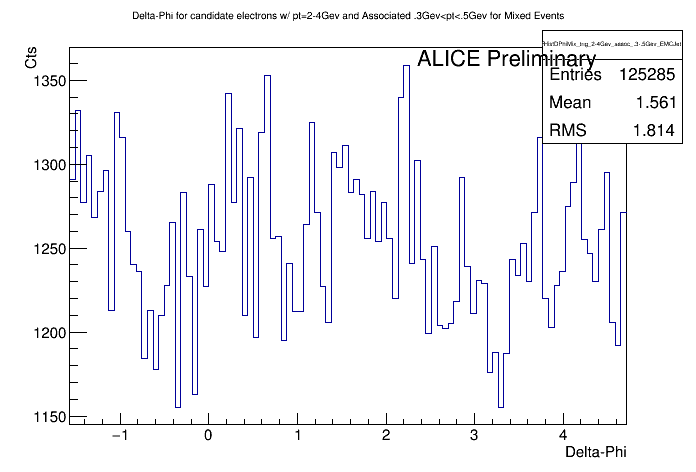 Delta-Phi for candidate electrons w/ pt=2-4Gev and Associated .3Gev<pt<.5Gev for Mixed Events
Cts
ALICE Preliminary
Entries 125285
Mean 1.561
RMS 1.814
1350
1300
1250
1200
1150
−1 0 1 2 3 4
Delta-Phi